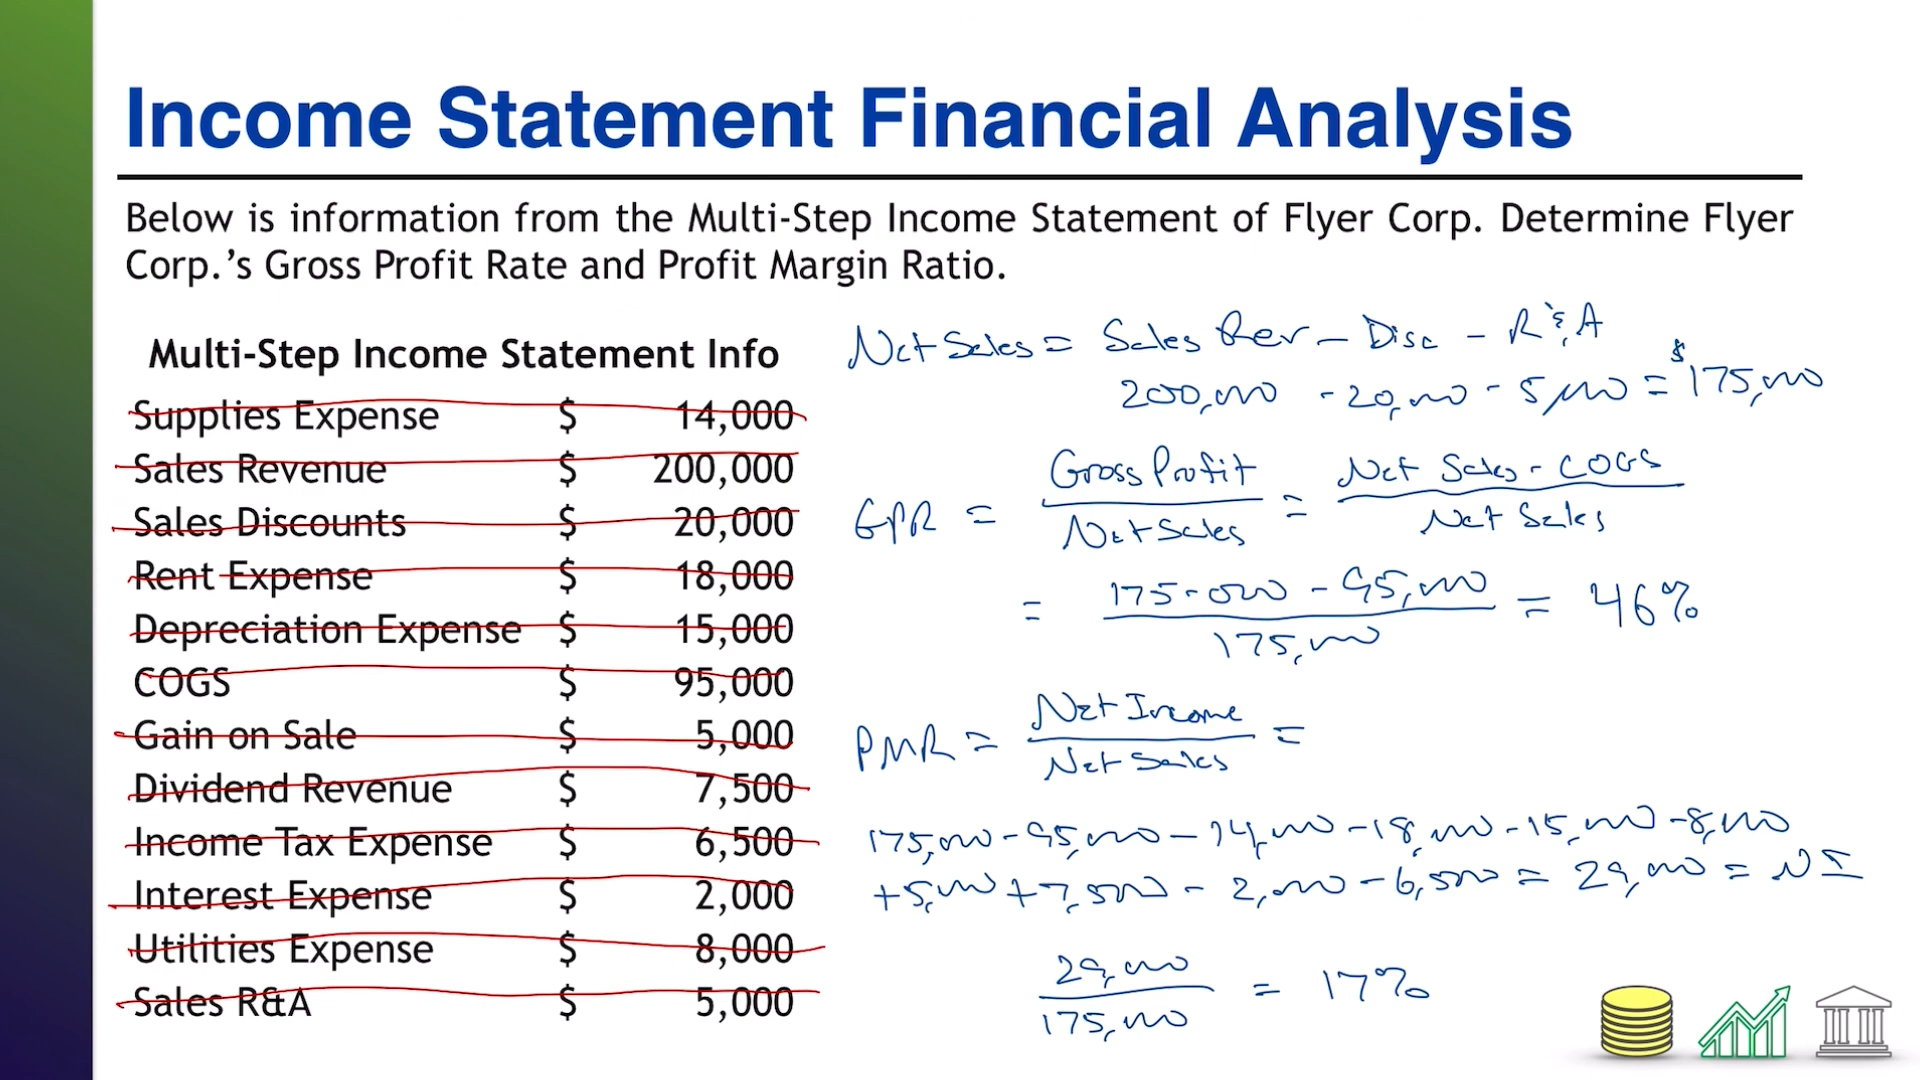 Income Statement Financial Analysis
Below is information from the Multi-Step Income Statement of Flyer Corp. Determine Flyer
Corp.’s Gross Profit Rate and Profit Margin Ratio.
Multi-Step Income Statement Info
Supplies Expense $ 14,000
Sales Revenue $ 200,000
Sales Discounts $ 20,000
Rent Expense $ 18,000
Depreciation Expense $ 15,000
COGS $ 95,000
Gain on Sale $ 5,000
Dividend Revenue $ 7,500
Income Tax Expense $ 6,500
Interest Expense $ 2,000
Utilities Expense $ 8,000
Sales R&A $ 5,000
Net Sales = Sales Rev - Disc - R & A
200,000 - 20,000 - 5,000 = $175,000
GPR = Gross Profit / Net Sales = Net Sales - COGS / Net Sales
= 175,000 - 95,000 / 175,000 = 46%
PMR = Net Income / Net Sales =
175,000 - 95,000 - 14,000 - 18,000 - 15,000 - 8,000
+ 5,000 + 7,500 - 2,000 - 6,500 = 29,000 = NI
29,000 / 175,000 = 17%